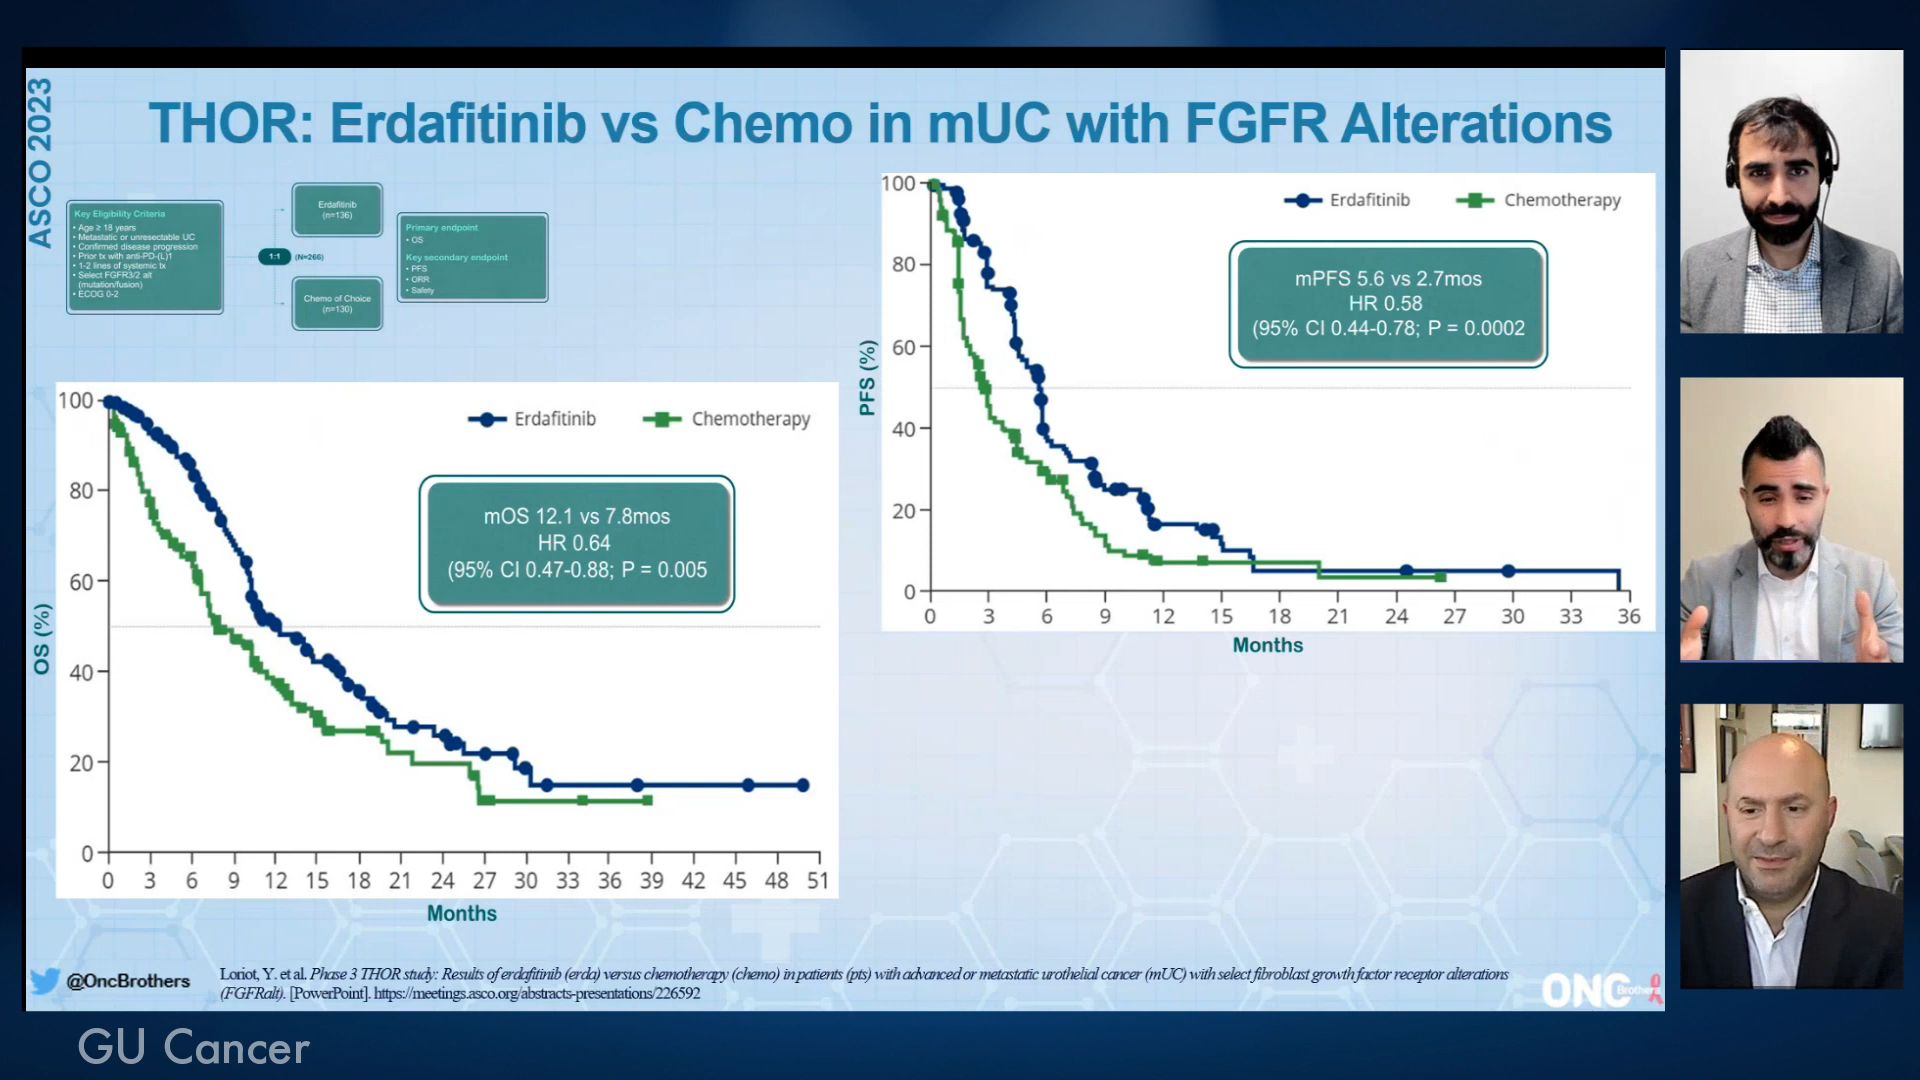 ASCO 2023
THOR: Erdafitinib vs Chemo in mUC with FGFR Alterations
Key Eligibility Criteria
• Age ≥ 18 years
• Metastatic or unresectable UC
• Confirmed disease progression
• Prior tx with anti-PD-(L)1
• 1-2 lines of systemic tx
• Select FGFR3/2 alt
(mutation/fusion)
• ECOG 0-2
1:1
(N=266)
Erdafitinib
(n=136)
Chemo of Choice
(n=130)
Primary endpoint
• OS
Key secondary endpoint
• PFS
• ORR
• Safety
OS (%)
100
80
60
40
20
0
Erdafitinib
Chemotherapy
mOS 12.1 vs 7.8mos
HR 0.64
(95% CI 0.47-0.88; P = 0.005
0 3 6 9 12 15 18 21 24 27 30 33 36 39 42 45 48 51
Months
PFS (%)
100
80
60
40
20
0
Erdafitinib
Chemotherapy
mPFS 5.6 vs 2.7mos
HR 0.58
(95% CI 0.44-0.78; P = 0.0002
0 3 6 9 12 15 18 21 24 27 30 33 36
Months
@OncBrothers
Loriot, Y. et al. Phase 3 THOR study: Results of erdafitinib (erda) versus chemotherapy (chemo) in patients (pts) with advanced or metastatic urothelial cancer (mUC) with select fibroblast growth factor receptor alterations
(FGFRalt). [PowerPoint]. https://meetings.asco.org/abstracts-presentations/226592
ONC
Brothers
GU Cancer